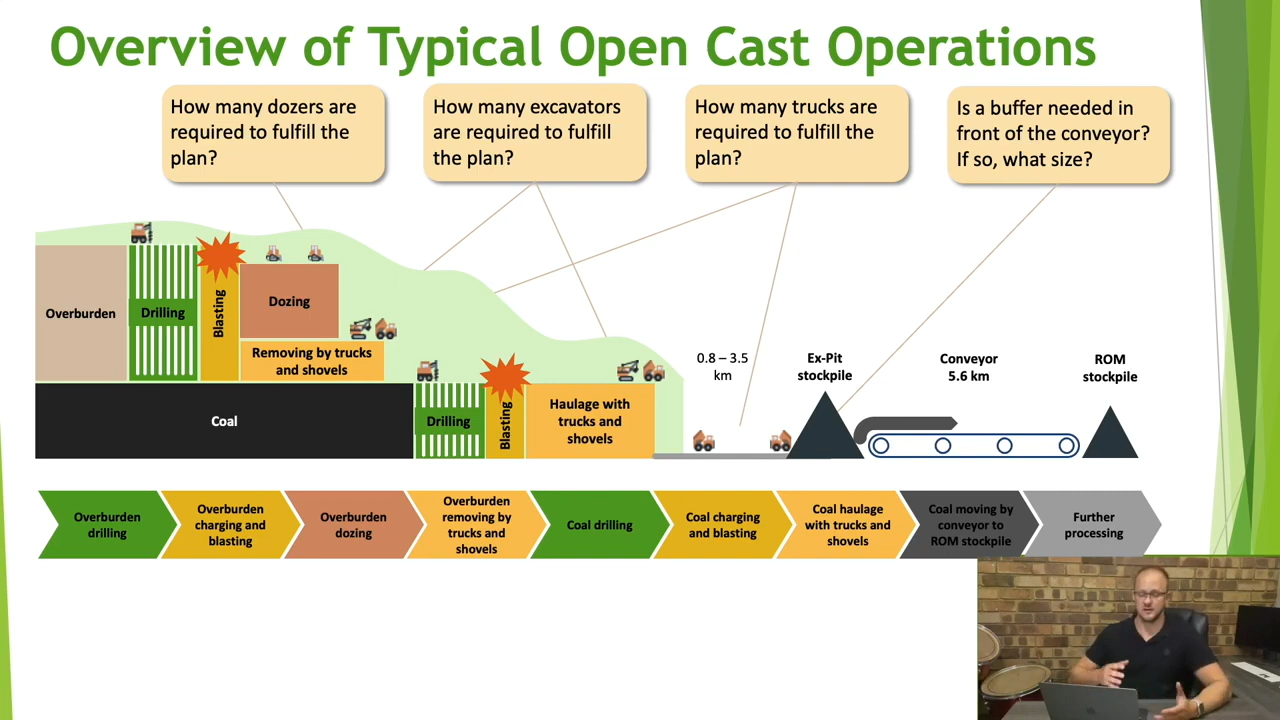 Overview of Typical Open Cast Operations
How many dozers are
required to fulfill the
plan?
How many excavators
are required to fulfill
the plan?
How many trucks are
required to fulfill the
plan?
Is a buffer needed in
front of the conveyor?
If so, what size?
Overburden
Drilling
Blasting
Dozing
Removing by trucks
and shovels
Coal
Drilling
Blasting
Haulage with
trucks and
shovels
0.8 – 3.5
km
Ex-Pit
stockpile
Conveyor
5.6 km
ROM
stockpile
Overburden
drilling
Overburden
charging and
blasting
Overburden
dozing
Overburden
removing by
trucks and
shovels
Coal drilling
Coal charging
and blasting
Coal haulage
with trucks and
shovels
Coal moving by
conveyor to
ROM stockpile
Further
processing